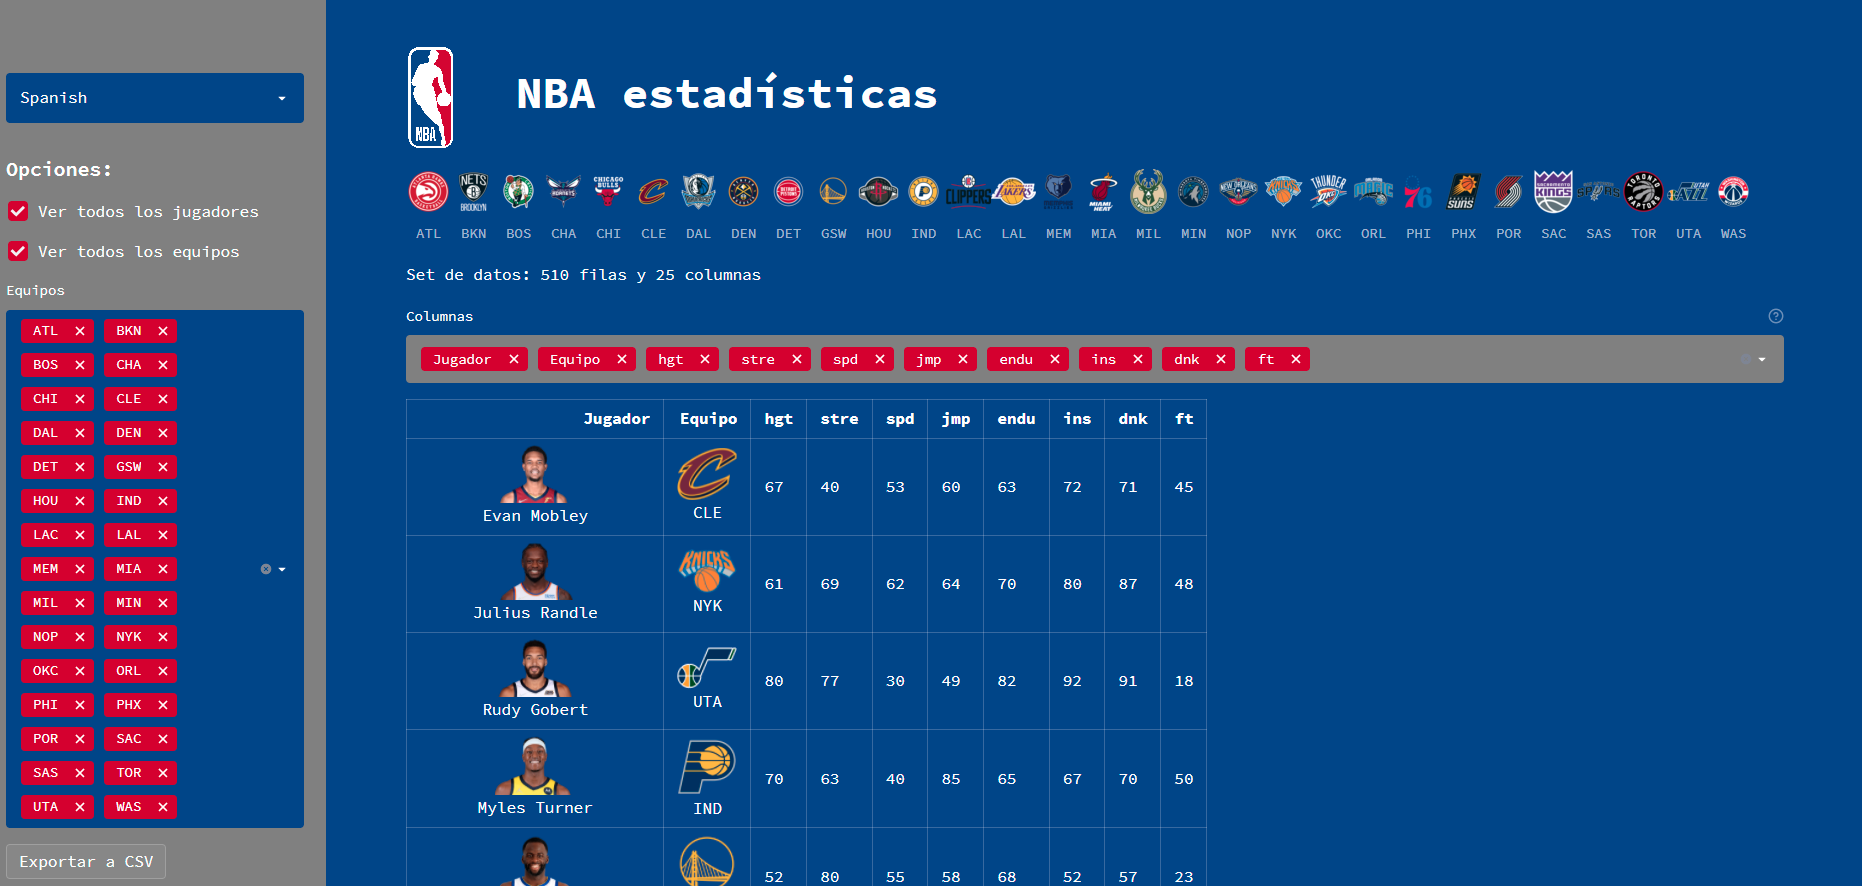 Spanish
Opciones:
Ver todos los jugadores
Ver todos los equipos
Equipos
ATL BKN
BOS CHA
CHI CLE
DAL DEN
DET GSW
HOU IND
LAC LAL
MEM MIA
MIL MIN
NOP NYK
OKC ORL
PHI PHX
POR SAC
SAS TOR
UTA WAS
Exportar a CSV
NBA
NBA estadísticas
ATL BKN BOS CHA CHI CLE DAL DEN DET GSW HOU IND LAC LAL MEM MIA MIL MIN NOP NYK OKC ORL PHI PHX POR SAC SAS TOR UTA WAS
Set de datos: 510 filas y 25 columnas
Columnas
Jugador Equipo hgt stre spd jmp endu ins dnk ft
Jugador Equipo hgt stre spd jmp endu ins dnk ft
Evan Mobley CLE 67 40 53 60 63 72 71 45
KNICKS
Julius Randle NYK 61 69 62 64 70 80 87 48
Rudy Gobert UTA 80 77 30 49 82 92 91 18
Myles Turner IND 70 63 40 85 65 67 70 50
52 80 55 58 68 52 57 23